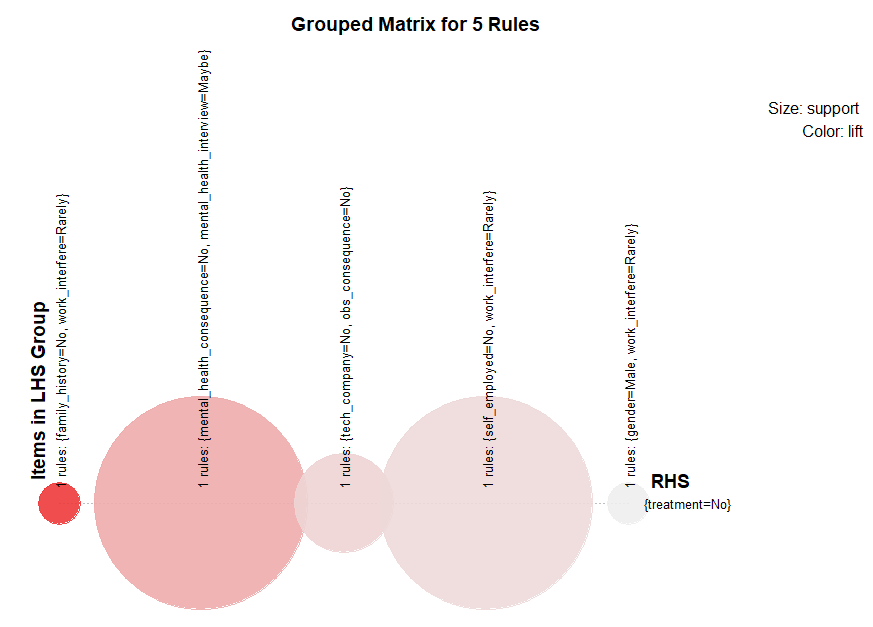 Grouped Matrix for 5 Rules
Size: support
Color: lift
Items in LHS Group
1 rules: {family_history=No, work_interfere=Rarely}
1 rules: {mental_health_consequence=No, mental_health_interview=Maybe}
1 rules: {tech_company=No, obs_consequence=No}
1 rules: {self_employed=No, work_interfere=Rarely}
1 rules: {gender=Male, work_interfere=Rarely}
RHS
{treatment=No}